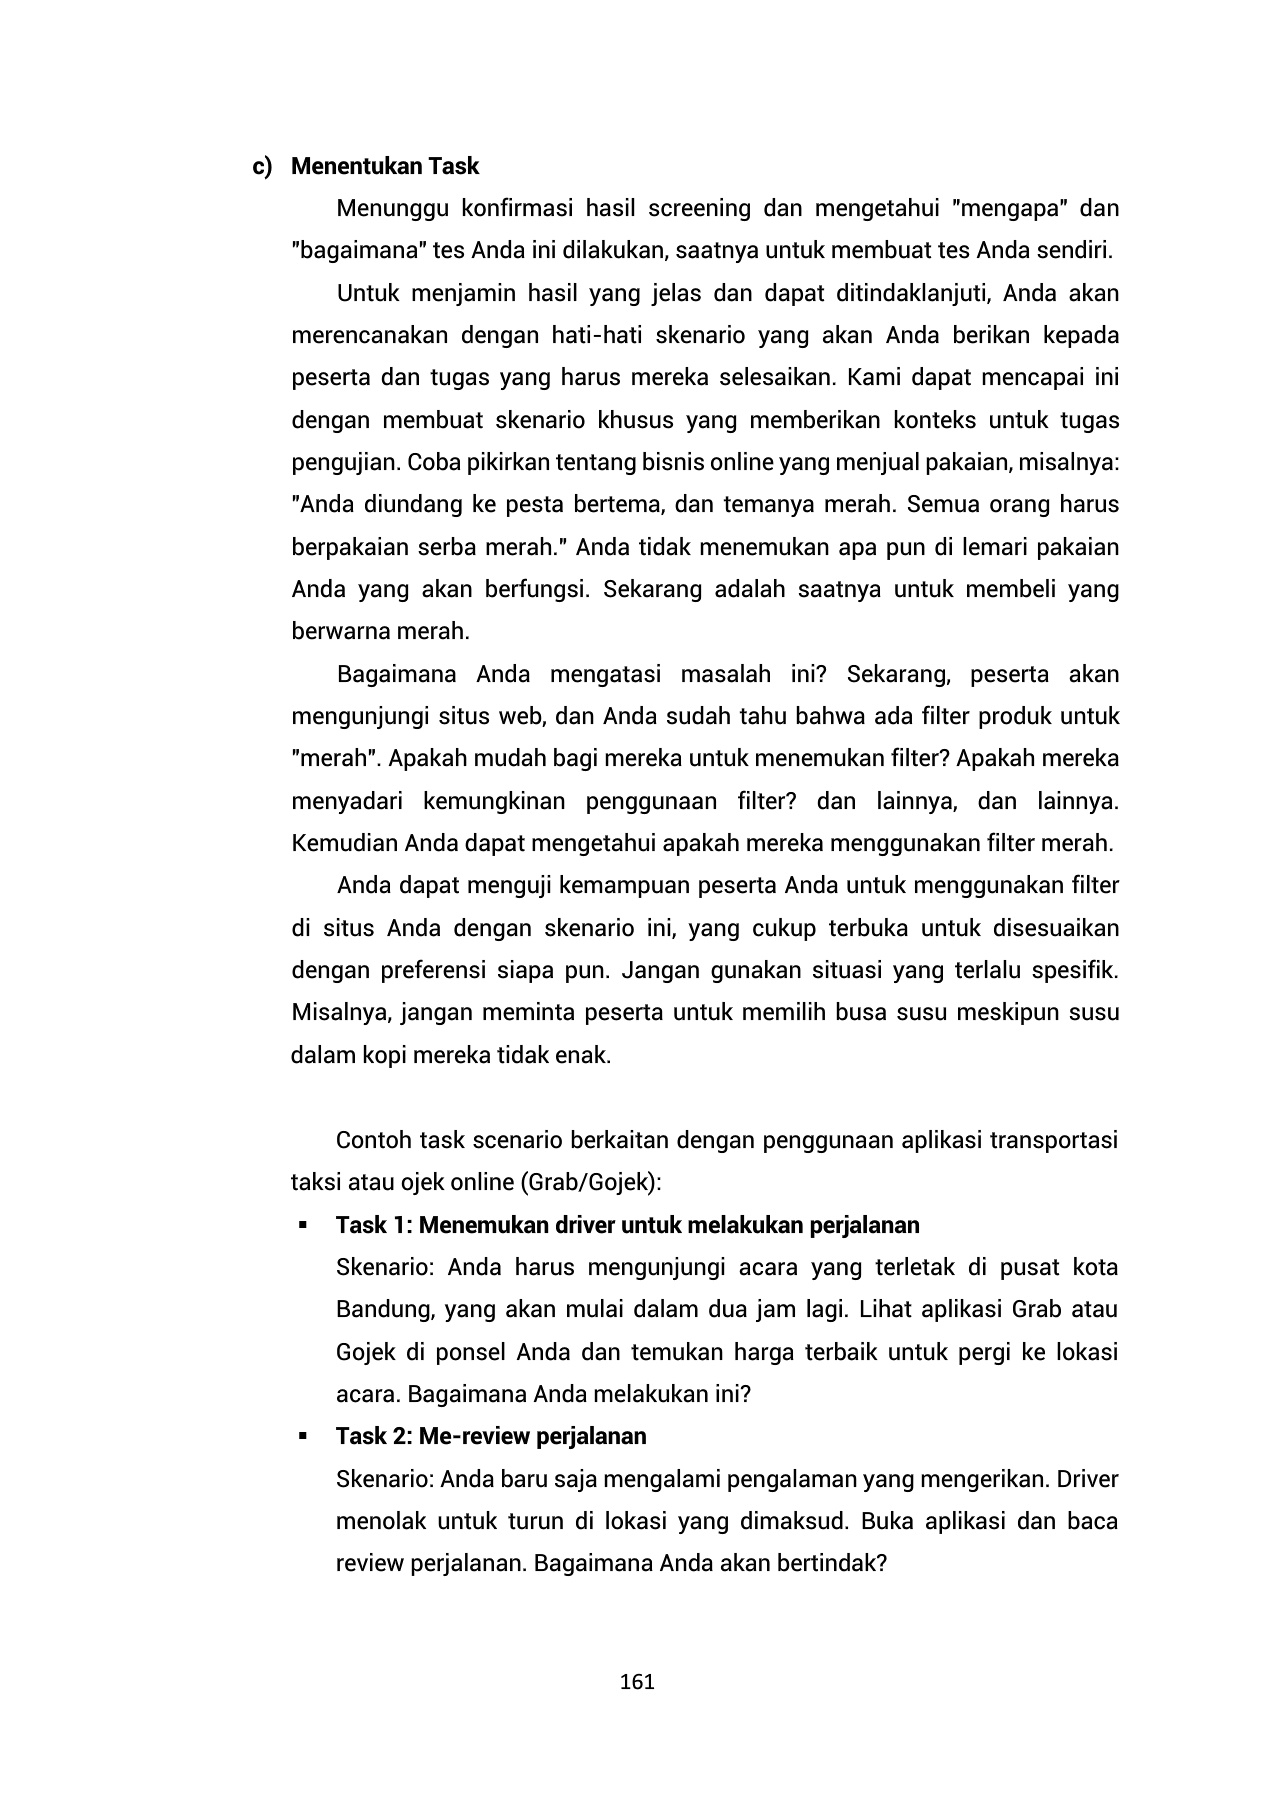 c) Menentukan Task
Menunggu konfirmasi hasil screening dan mengetahui "mengapa" dan
"bagaimana" tes Anda ini dilakukan, saatnya untuk membuat tes Anda sendiri.
Untuk menjamin hasil yang jelas dan dapat ditindaklanjuti, Anda akan
merencanakan dengan hati-hati skenario yang akan Anda berikan kepada
peserta dan tugas yang harus mereka selesaikan. Kami dapat mencapai ini
dengan membuat skenario khusus yang memberikan konteks untuk tugas
pengujian. Coba pikirkan tentang bisnis online yang menjual pakaian, misalnya:
"Anda diundang ke pesta bertema, dan temanya merah. Semua orang harus
berpakaian serba merah." Anda tidak menemukan apa pun di lemari pakaian
Anda yang akan berfungsi. Sekarang adalah saatnya untuk membeli yang
berwarna merah.
Bagaimana Anda mengatasi masalah ini? Sekarang, peserta akan
mengunjungi situs web, dan Anda sudah tahu bahwa ada filter produk untuk
"merah". Apakah mudah bagi mereka untuk menemukan filter? Apakah mereka
menyadari kemungkinan penggunaan filter? dan lainnya, dan lainnya.
Kemudian Anda dapat mengetahui apakah mereka menggunakan filter merah.
Anda dapat menguji kemampuan peserta Anda untuk menggunakan filter
di situs Anda dengan skenario ini, yang cukup terbuka untuk disesuaikan
dengan preferensi siapa pun. Jangan gunakan situasi yang terlalu spesifik.
Misalnya, jangan meminta peserta untuk memilih busa susu meskipun susu
dalam kopi mereka tidak enak.
Contoh task scenario berkaitan dengan penggunaan aplikasi transportasi
taksi atau ojek online (Grab/Gojek):
▪ Task 1: Menemukan driver untuk melakukan perjalanan
Skenario: Anda harus mengunjungi acara yang terletak di pusat kota
Bandung, yang akan mulai dalam dua jam lagi. Lihat aplikasi Grab atau
Gojek di ponsel Anda dan temukan harga terbaik untuk pergi ke lokasi
acara. Bagaimana Anda melakukan ini?
▪ Task 2: Me-review perjalanan
Skenario: Anda baru saja mengalami pengalaman yang mengerikan. Driver
menolak untuk turun di lokasi yang dimaksud. Buka aplikasi dan baca
review perjalanan. Bagaimana Anda akan bertindak?
161